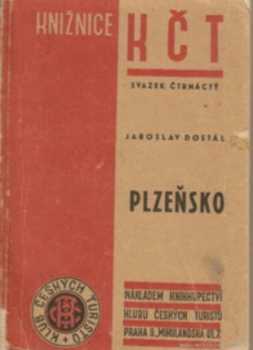 KNIŽNICE KČT
SVAZEK ČTRNÁCTÝ
JAROSLAV DOSTÁL
PLZEŇSKO
KLUB ČESKÝCH TURISTŮ
NÁKLADEM KNIHKUPECTVÍ
KLUBU ČESKÝCH TURISTŮ
PRAHA II., MIKULANDSKÁ UL. 7.